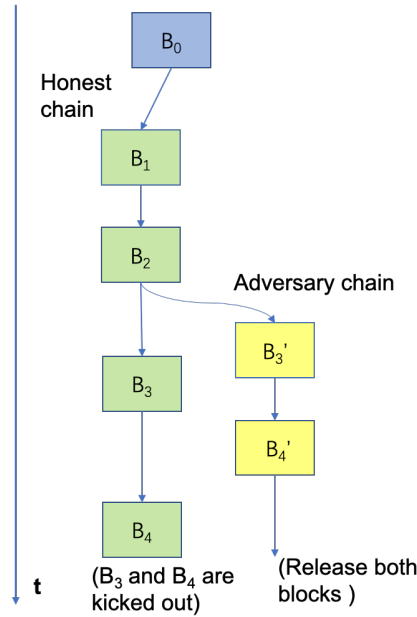 B₀
Honest
chain
B₁
B₂
Adversary chain
B₃'
B₃
B₄'
B₄
(B₃ and B₄ are
kicked out)
(Release both
blocks )
t